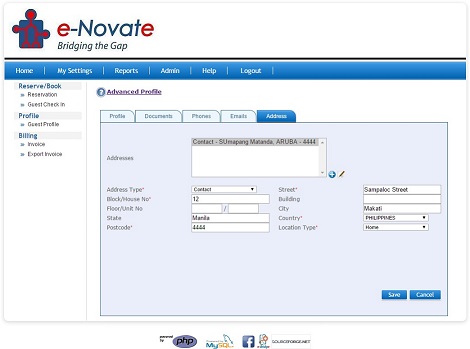 e-Novate
Bridging the Gap
Home My Settings Reports Admin Help Logout
Reserve/Book
» Reservation
» Guest Check In
Profile
» Guest Profile
Billing
» Invoice
» Export Invoice
? Advanced Profile
Profile Documents Phones Emails Address
Addresses
Contact - SUmapang Matanda, ARUBA - 4444
Address Type* Contact Street* Sampaloc Street
Block/House No* 12 Building
Floor/Unit No / City Makati
State Manila Country* PHILIPPINES
Postcode* 4444 Location Type* Home
Save Cancel
powered by php MySQL f SOURCEFORGE.NET